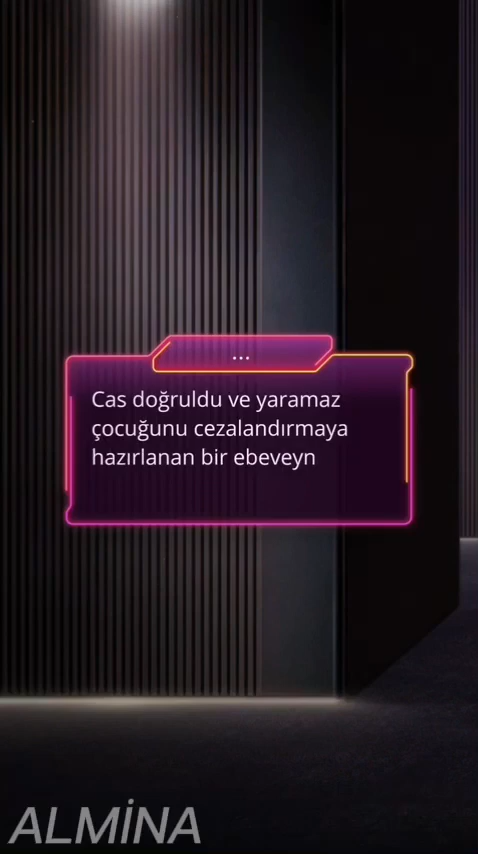 ...
Cas doğruldu ve yaramaz
çocuğunu cezalandırmaya
hazırlanan bir ebeveyn
ALMİNA